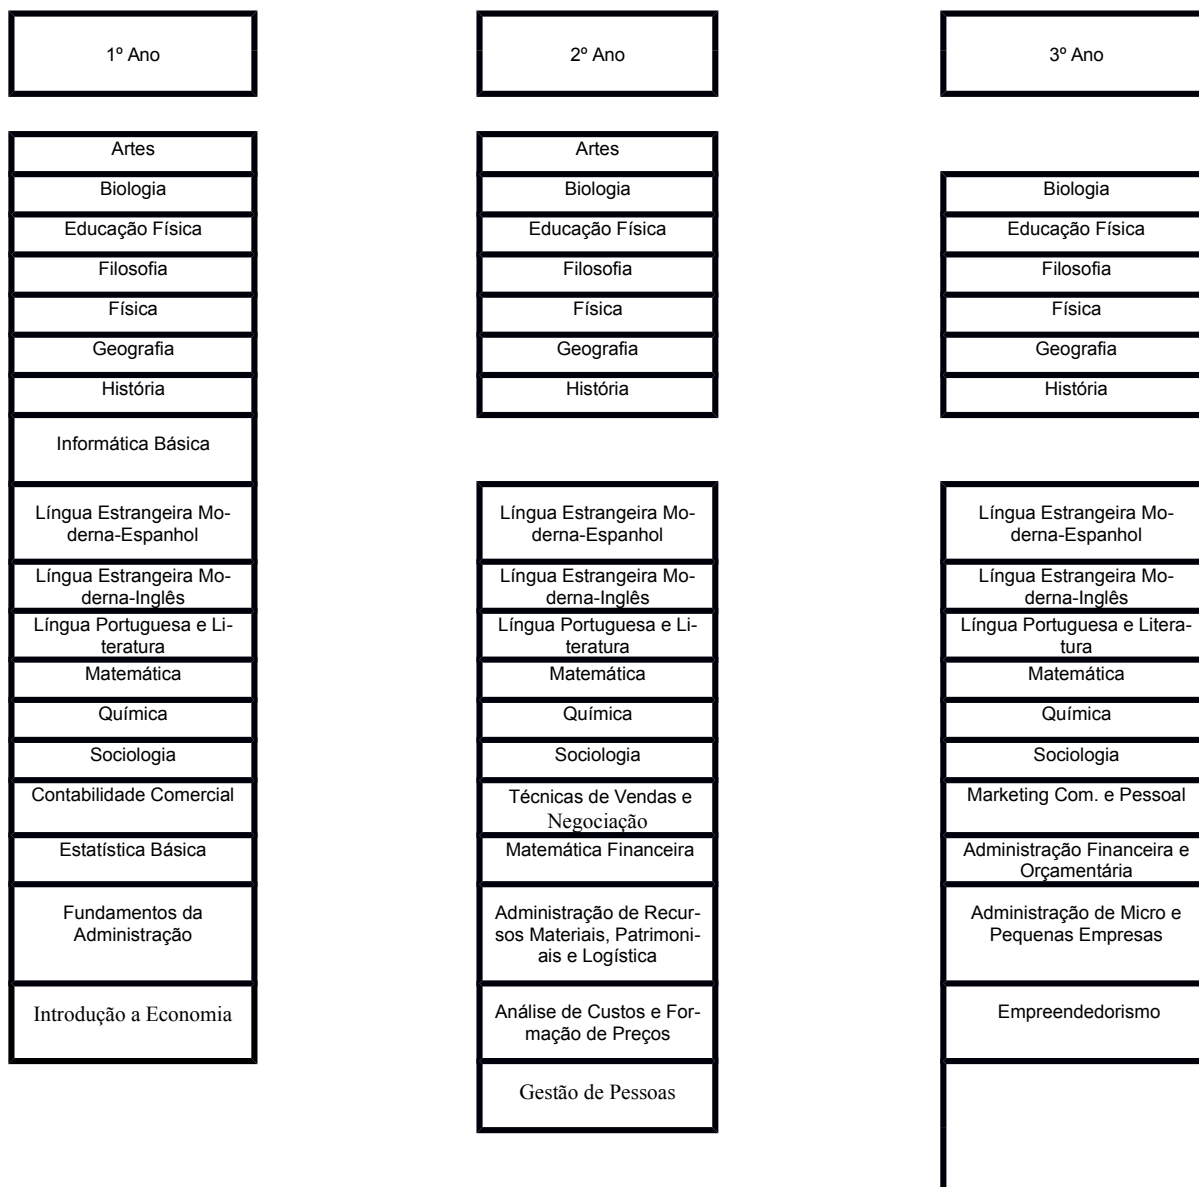 1º Ano
2º Ano
3º Ano
Artes
Artes
Biologia
Biologia
Biologia
Educação Física
Educação Física
Educação Física
Filosofia
Filosofia
Filosofia
Física
Física
Física
Geografia
Geografia
Geografia
História
História
História
Informática Básica
Língua Estrangeira Mo-
derna-Espanhol
Língua Estrangeira Mo-
derna-Espanhol
Língua Estrangeira Mo-
derna-Espanhol
Língua Estrangeira Mo-
derna-Inglês
Língua Estrangeira Mo-
derna-Inglês
Língua Estrangeira Mo-
derna-Inglês
Língua Portuguesa e Li-
teratura
Língua Portuguesa e Li-
teratura
Língua Portuguesa e Litera-
tura
Matemática
Matemática
Matemática
Química
Química
Química
Sociologia
Sociologia
Sociologia
Contabilidade Comercial
Técnicas de Vendas e
Negociação
Marketing Com. e Pessoal
Estatística Básica
Matemática Financeira
Administração Financeira e
Orçamentária
Fundamentos da
Administração
Administração de Recur-
sos Materiais, Patrimoni-
ais e Logística
Administração de Micro e
Pequenas Empresas
Introdução a Economia
Análise de Custos e For-
mação de Preços
Empreendedorismo
Gestão de Pessoas